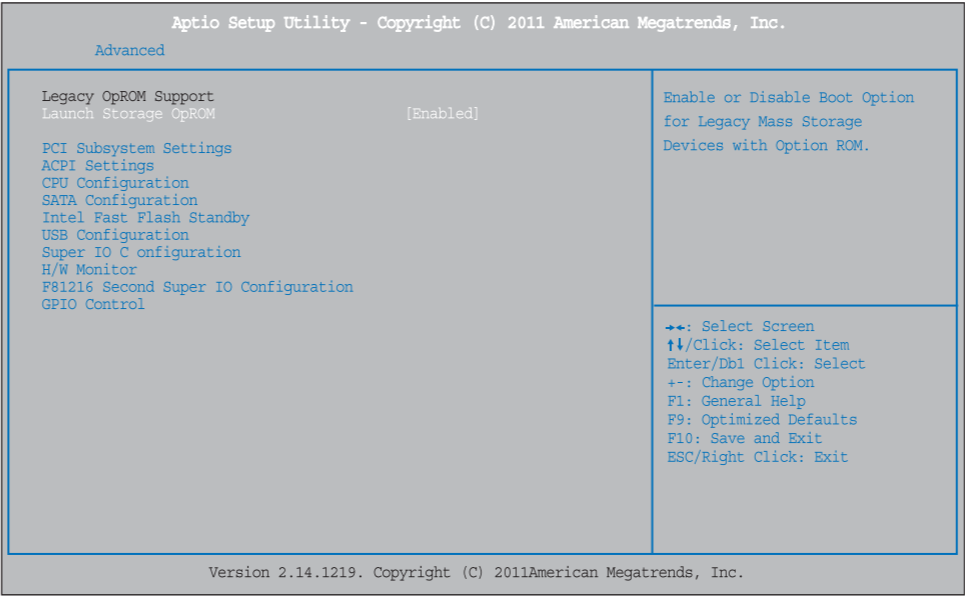 Aptio Setup Utility - Copyright (C) 2011 American Megatrends, Inc.
Advanced
Legacy OpROM Support
Launch Storage OpROM [Enabled]
PCI Subsystem Settings
ACPI Settings
CPU Configuration
SATA Configuration
Intel Fast Flash Standby
USB Configuration
Super IO C onfiguration
H/W Monitor
F81216 Second Super IO Configuration
GPIO Control
Enable or Disable Boot Option
for Legacy Mass Storage
Devices with Option ROM.
→←: Select Screen
↑↓/Click: Select Item
Enter/Db1 Click: Select
+-: Change Option
F1: General Help
F9: Optimized Defaults
F10: Save and Exit
ESC/Right Click: Exit
Version 2.14.1219. Copyright (C) 2011American Megatrends, Inc.